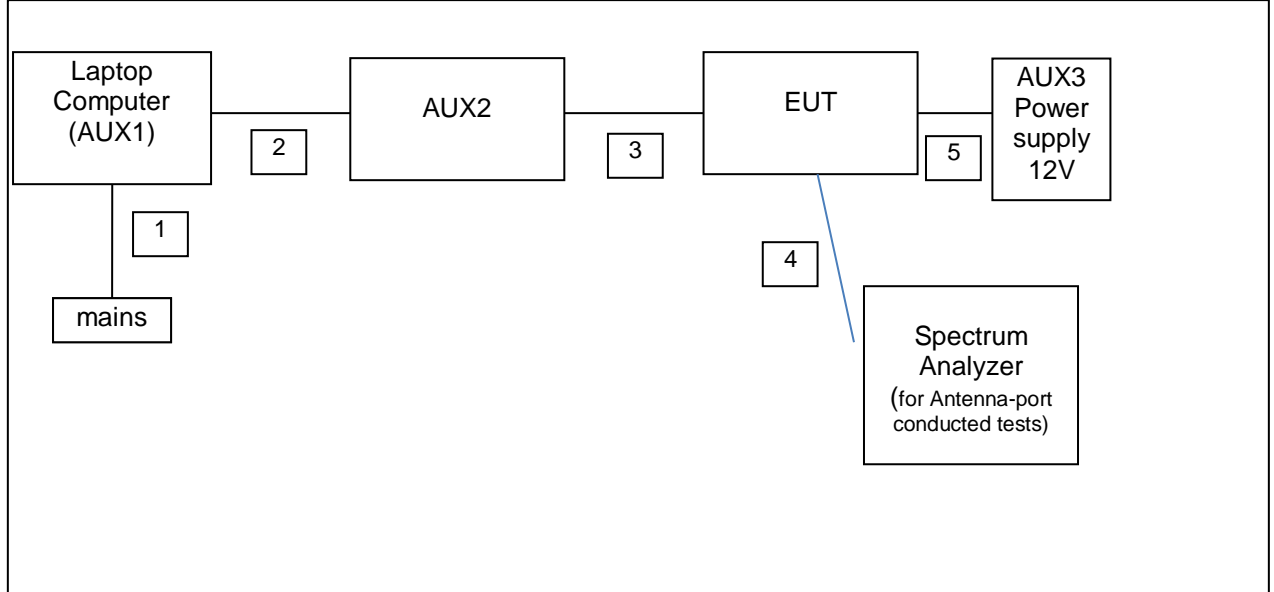 Laptop
Computer
(AUX1)
AUX2
EUT
AUX3
Power
supply
12V
2
3
5
1
4
mains
Spectrum
Analyzer
(for Antenna-port
conducted tests)